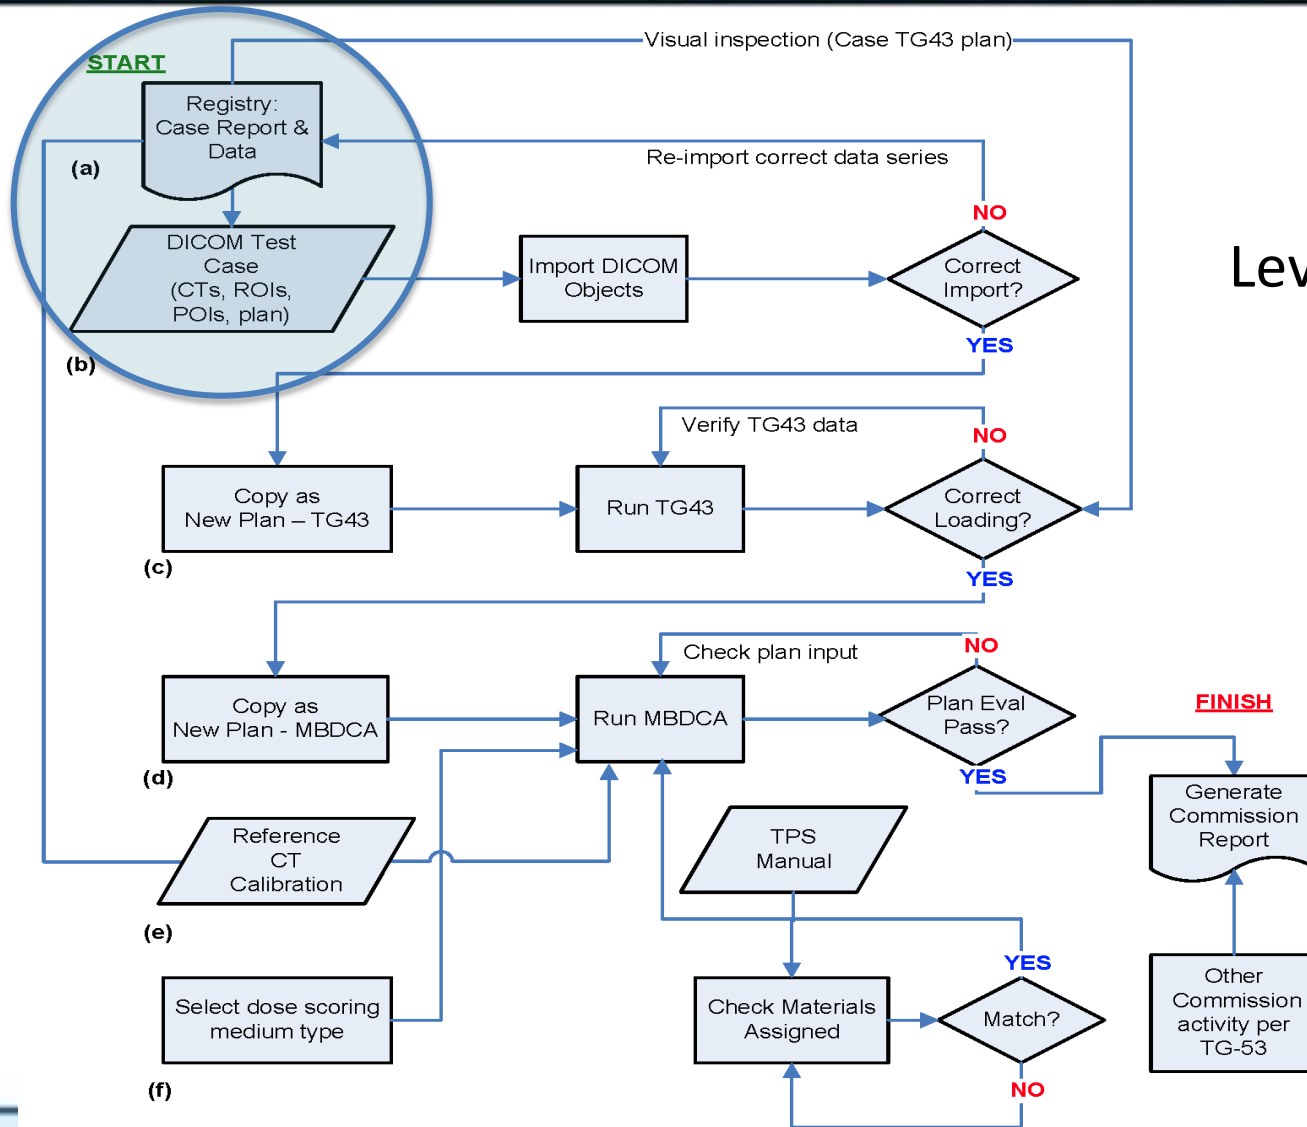 Visual inspection (Case TG43 plan)
START
Registry:
Case Report &
Data
(a)
Re-import correct data series
NO
DICOM Test
Case
(CTs, ROIs,
POIs, plan)
(b)
Import DICOM
Objects
Correct
Import?
Lev
YES
Verify TG43 data
NO
Copy as
New Plan – TG43
(c)
Run TG43
Correct
Loading?
YES
Check plan input
NO
Copy as
New Plan - MBDCA
(d)
Run MBDCA
Plan Eval
Pass?
YES
FINISH
Generate
Commission
Report
Reference
CT
Calibration
(e)
TPS
Manual
YES
Select dose scoring
medium type
(f)
Check Materials
Assigned
Match?
NO
Other
Commission
activity per
TG-53